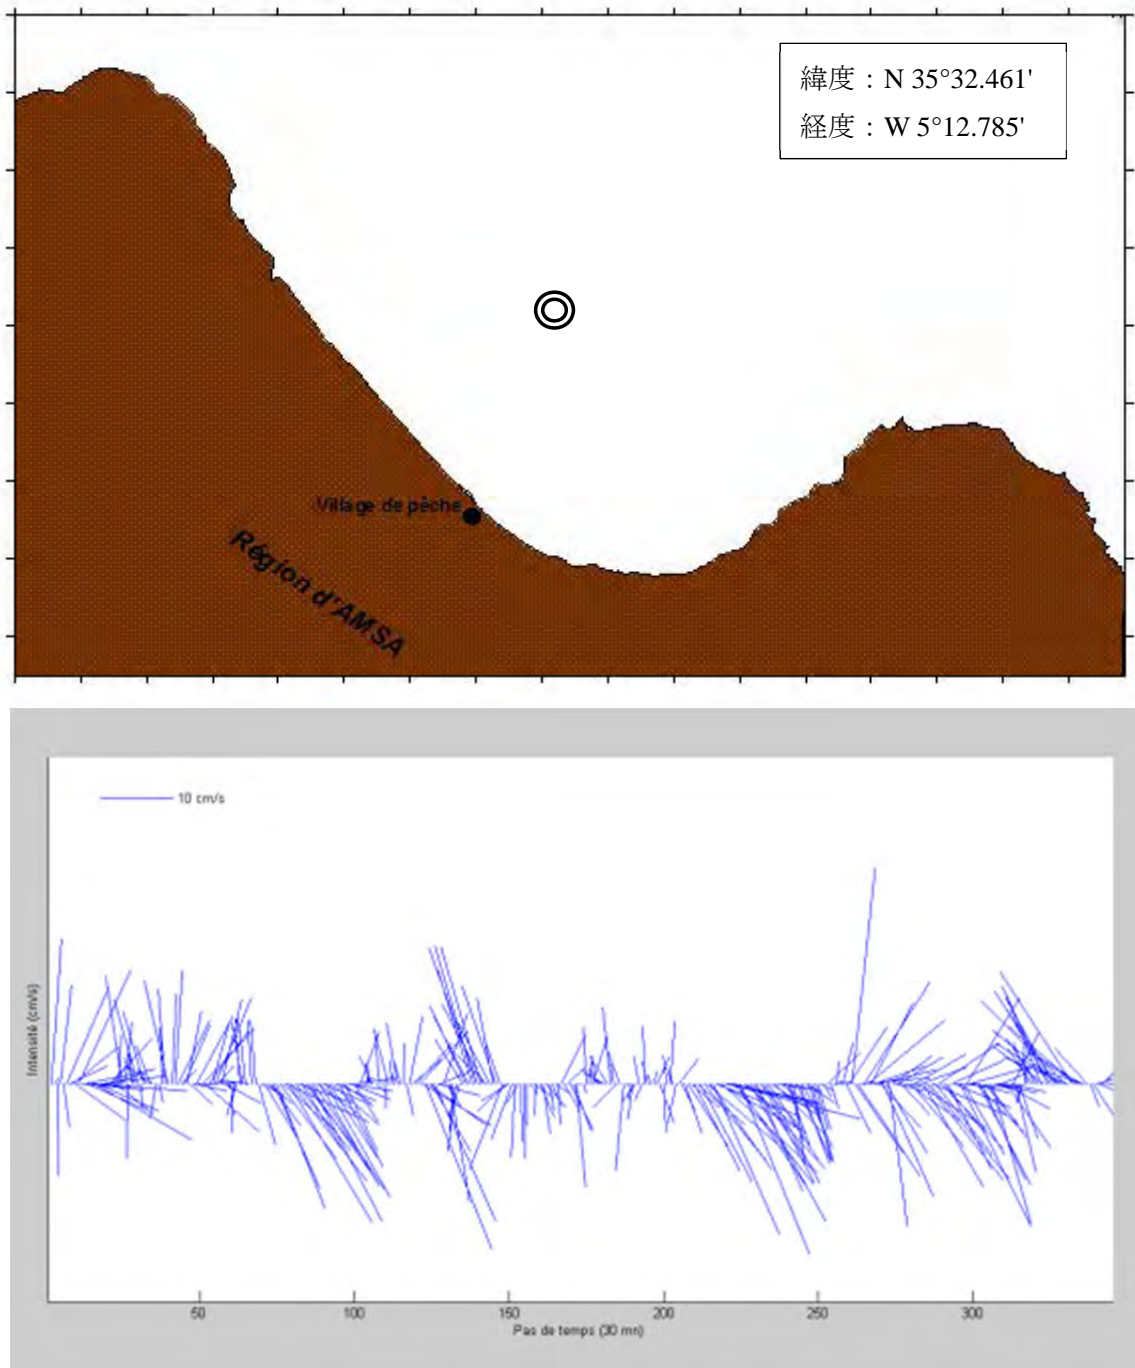 緯度：N 35°32.461'
経度：W 5°12.785'
Village de pêche
Région d'AMSA
10 cm/s
Intensité (cm/s)
50 100 150 200 250 300
Pas de temps (30 mn)